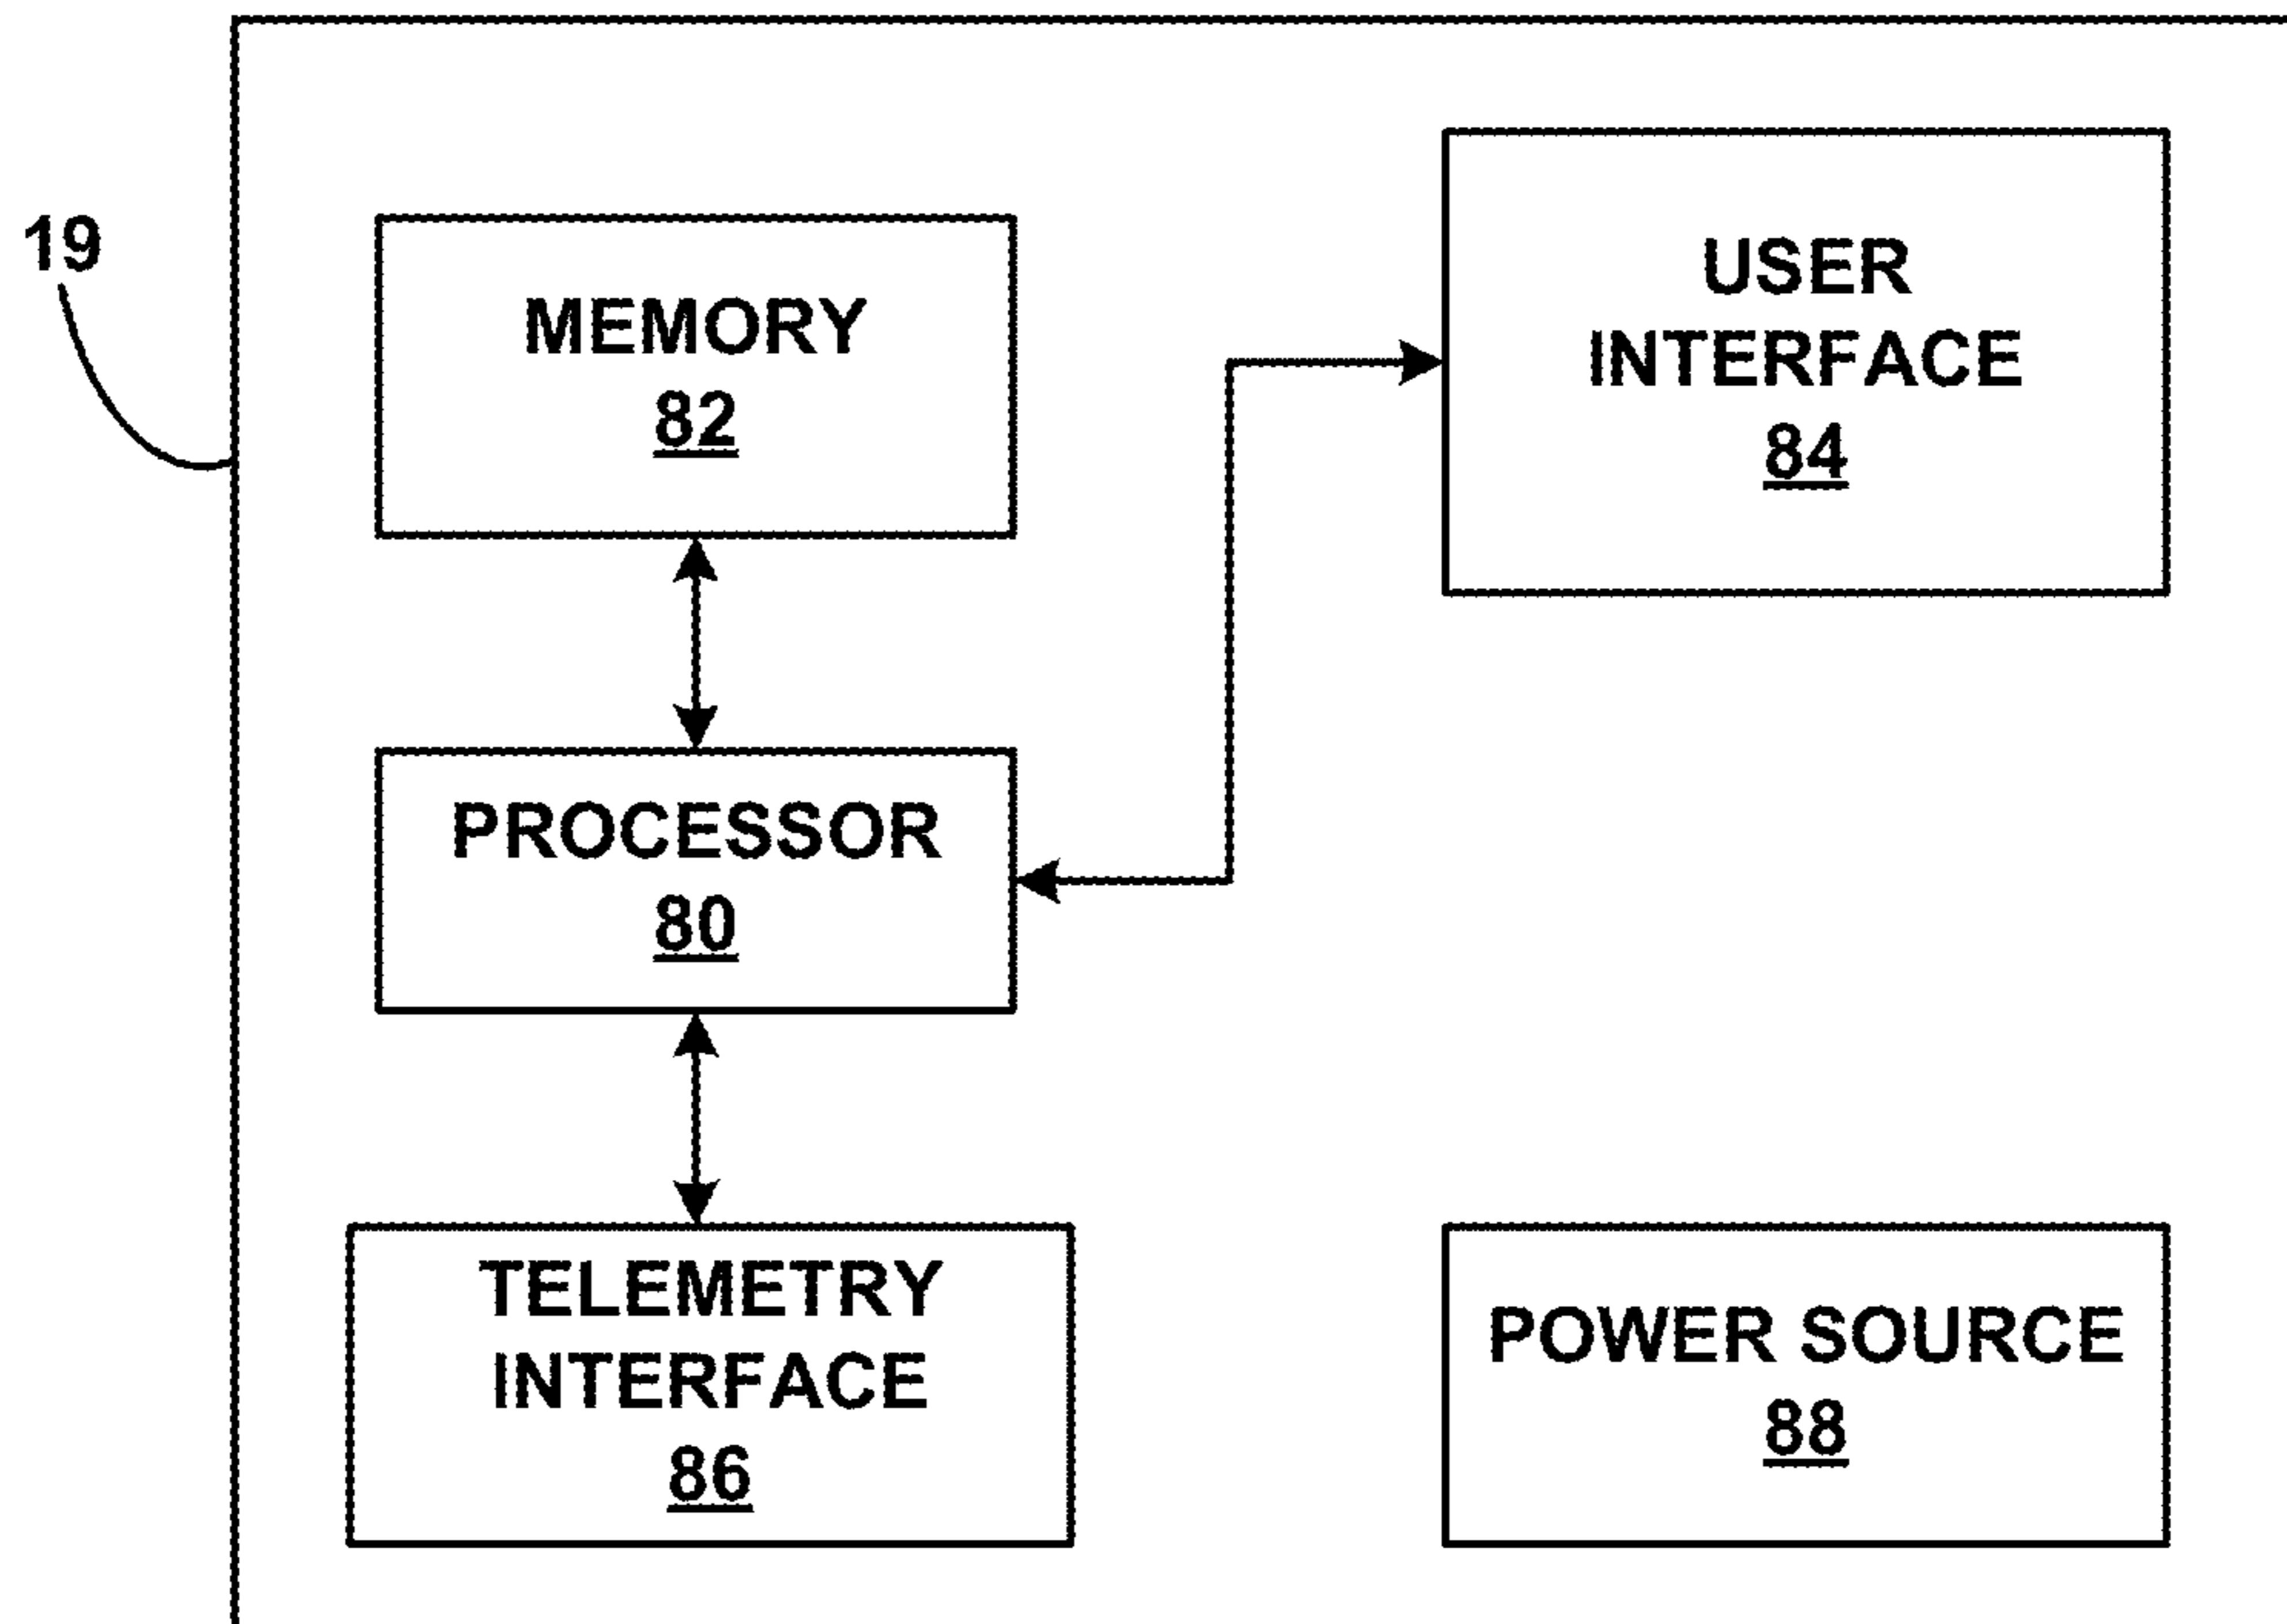 19
MEMORY
82
USER
INTERFACE
84
PROCESSOR
80
TELEMETRY
INTERFACE
86
POWER SOURCE
88